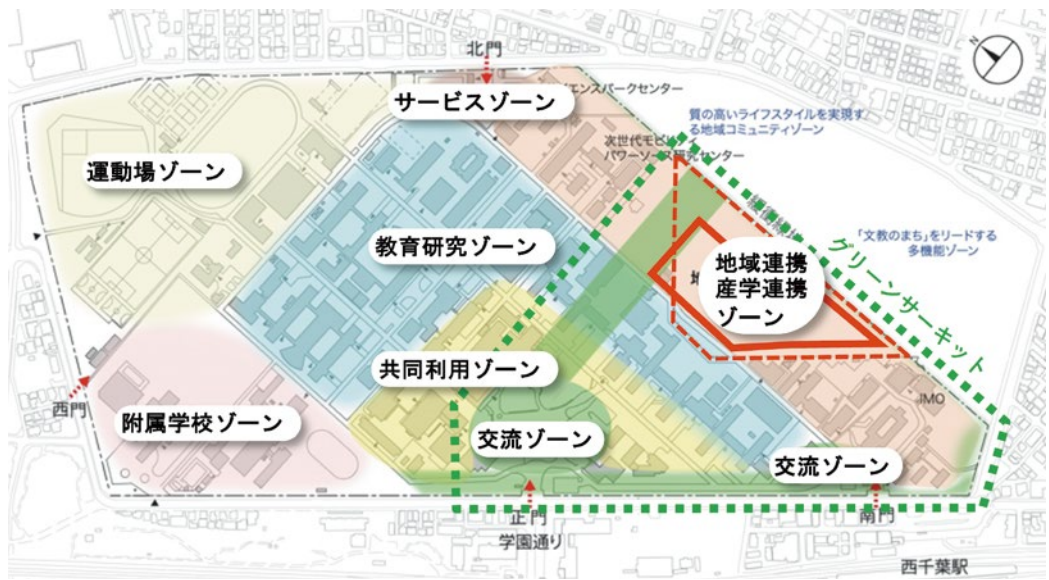 N
北門
サービスゾーン
エンスパークセンター
質の高いライフスタイルを実現す
る地域コミュニティゾーン
次世代モビリティ
パワーソース研究センター
運動場ゾーン
教育研究ゾーン
「文教のまち」をリードする
多機能ゾーン
グリーンサーキット
地域連携
産学連携
ゾーン
共同利用ゾーン
西門
附属学校ゾーン
交流ゾーン
IMO
交流ゾーン
正門
学園通り
南門
西千葉駅